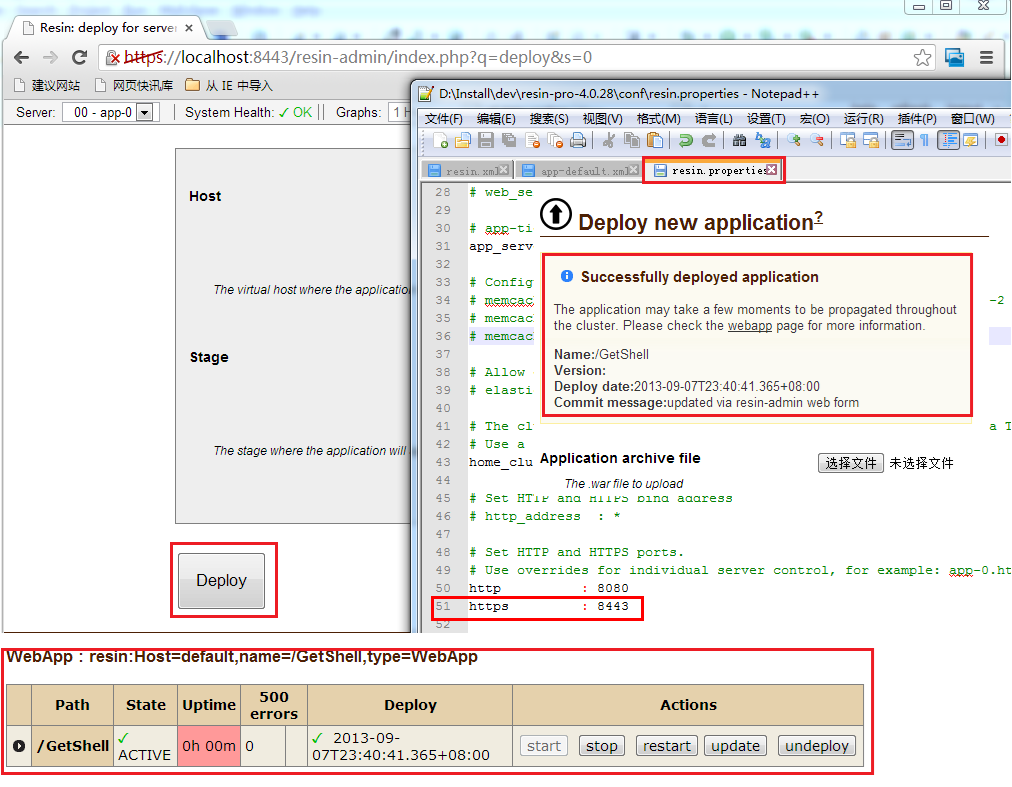 Resin: deploy for server
https://localhost:8443/resin-admin/index.php?q=deploy&s=0
建议网站 网页快讯库 从 IE 中导入
Server: 00 - app-0 System Health: ✓ OK Graphs: 1 H
Host
The virtual host where the application
Stage
The stage where the application will
Deploy
D:\Install\dev\resin-pro-4.0.28\conf\resin.properties - Notepad++
文件(F) 编辑(E) 搜索(S) 视图(V) 格式(M) 语言(L) 设置(T) 宏(O) 运行(R) 插件(P) 窗口(W)
resin.xml app-default.xml resin.properties
28 # web_se
29
30 # app-ti
31 app_serv
32
33 # Config
34 # memcac -2
35 # memcac
36 # memcac
37
38 # Allow
39 # elasti
40
41 # The cl a T
42 # Use a
43 home_clu
44
45 # Set HTTP and HTTPS bind address
46 # http_address : *
47
48 # Set HTTP and HTTPS ports.
49 # Use overrides for individual server control, for example: app-0.ht
50 http : 8080
51 https : 8443
52
Deploy new application?
Successfully deployed application
The application may take a few moments to be propagated throughout
the cluster. Please check the webapp page for more information.
Name:/GetShell
Version:
Deploy date:2013-09-07T23:40:41.365+08:00
Commit message:updated via resin-admin web form
Application archive file 选择文件 未选择文件
The .war file to upload
WebApp : resin:Host=default,name=/GetShell,type=WebApp
Path State Uptime 500 errors Deploy Actions
/GetShell ✓ ACTIVE 0h 00m 0 ✓ 2013-09-07T23:40:41.365+08:00 start stop restart update undeploy